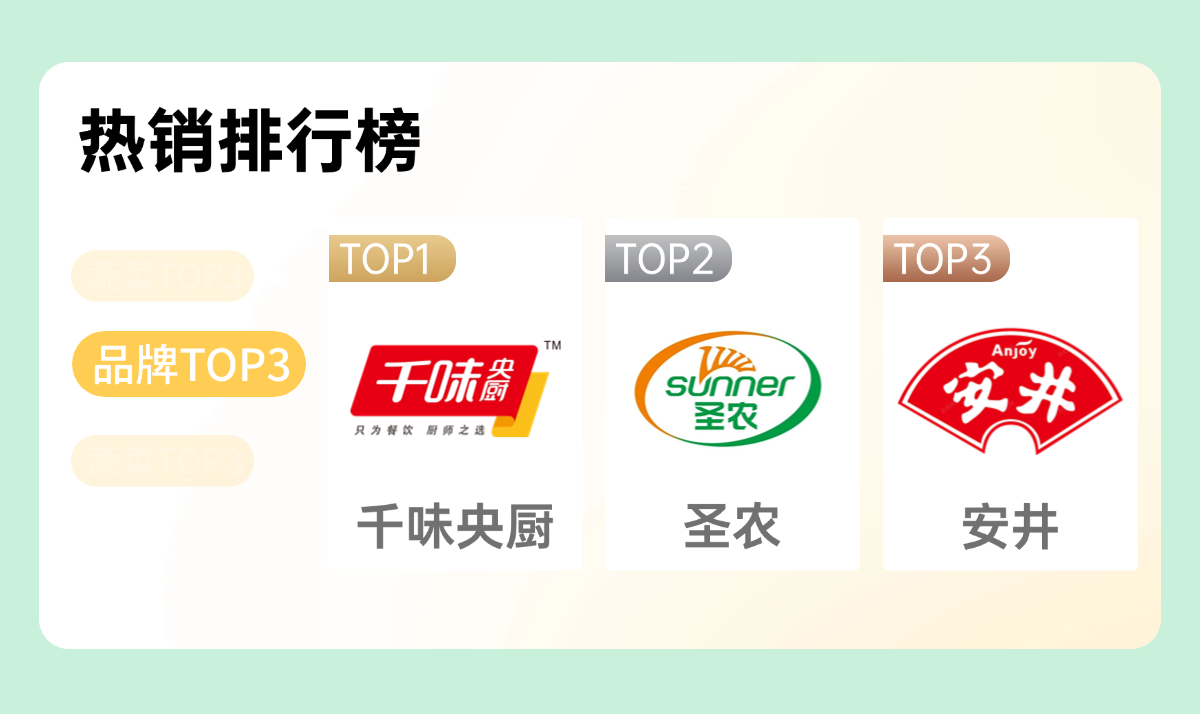 热销排行榜
品牌TOP3
TOP1
千味央厨
TM
只为餐饮 厨师之选
千味央厨
TOP2
sunner
圣农
圣农
TOP3
Anjoy
安井
安井